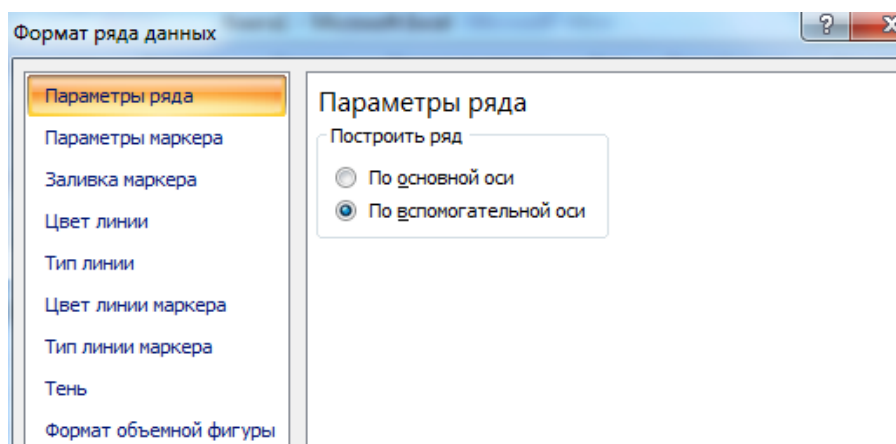 Формат ряда данных
Параметры ряда
Параметры маркера
Заливка маркера
Цвет линии
Тип линии
Цвет линии маркера
Тип линии маркера
Тень
Формат объемной фигуры
Параметры ряда
Построить ряд
По основной оси
По вспомогательной оси